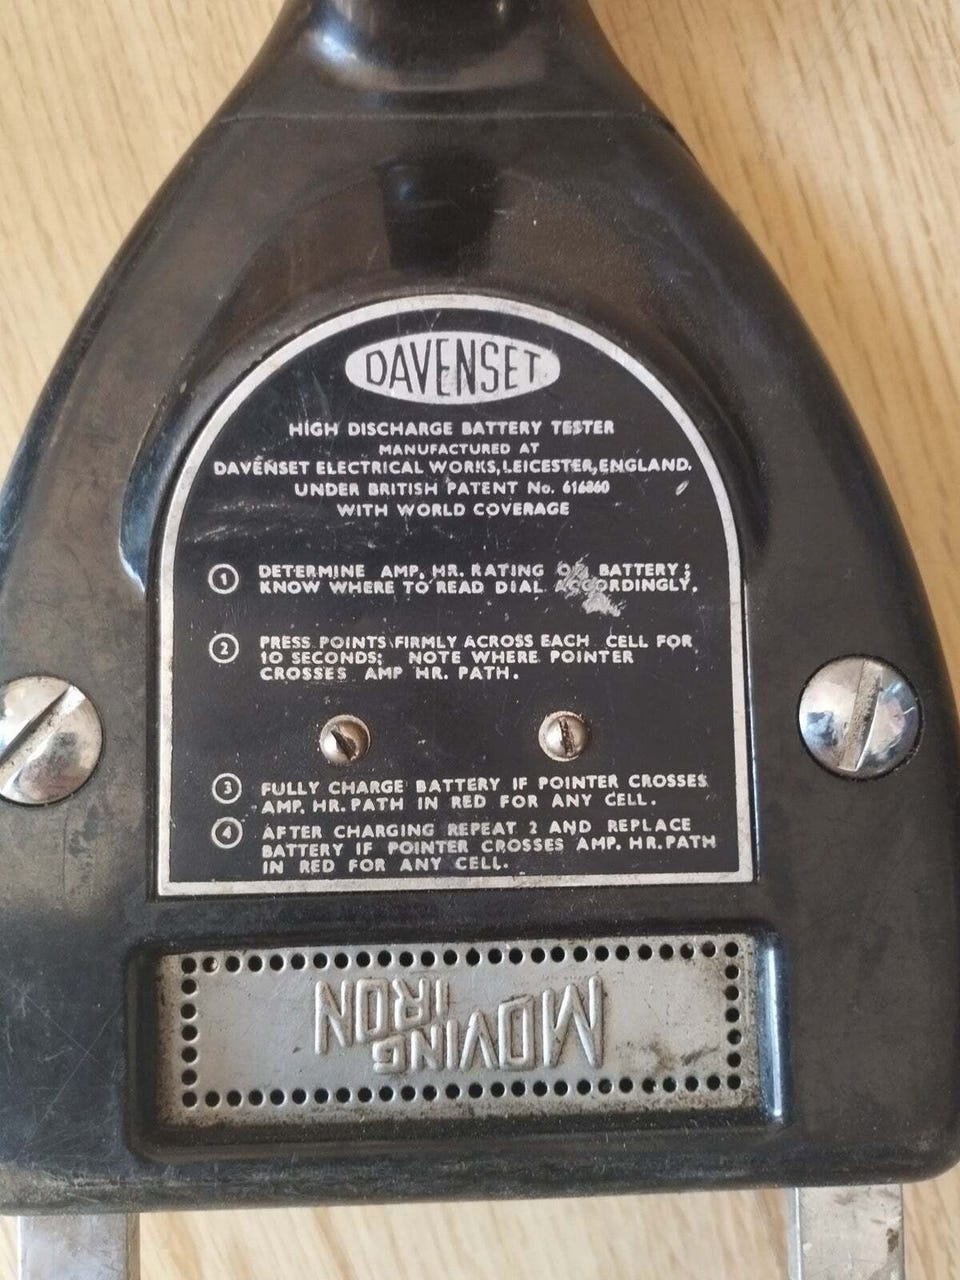 DAVENSET
HIGH DISCHARGE BATTERY TESTER
MANUFACTURED AT
DAVENSET ELECTRICAL WORKS, LEICESTER, ENGLAND.
UNDER BRITISH PATENT No. 616860
WITH WORLD COVERAGE
1 DETERMINE AMP. HR. RATING OF BATTERY;
KNOW WHERE TO READ DIAL ACCORDINGLY.
2 PRESS POINTS FIRMLY ACROSS EACH CELL FOR
10 SECONDS; NOTE WHERE POINTER
CROSSES AMP HR. PATH.
3 FULLY CHARGE BATTERY IF POINTER CROSSES
AMP. HR. PATH IN RED FOR ANY CELL.
4 AFTER CHARGING REPEAT 2 AND REPLACE
BATTERY IF POINTER CROSSES AMP. HR. PATH
IN RED FOR ANY CELL.
MOVING
IRON